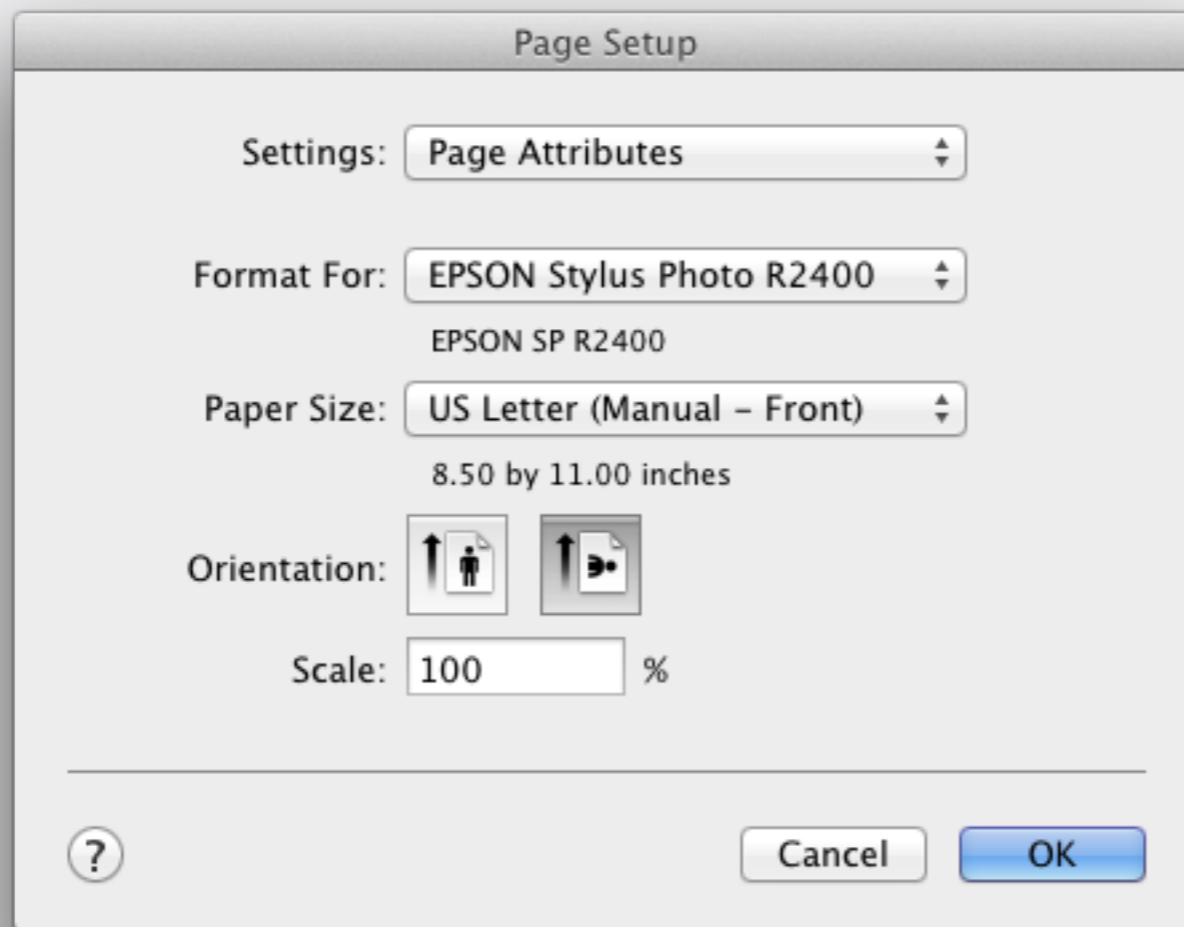 Page Setup
Settings: Page Attributes
Format For: EPSON Stylus Photo R2400
EPSON SP R2400
Paper Size: US Letter (Manual – Front)
8.50 by 11.00 inches
Orientation:
Scale: 100 %
? Cancel OK